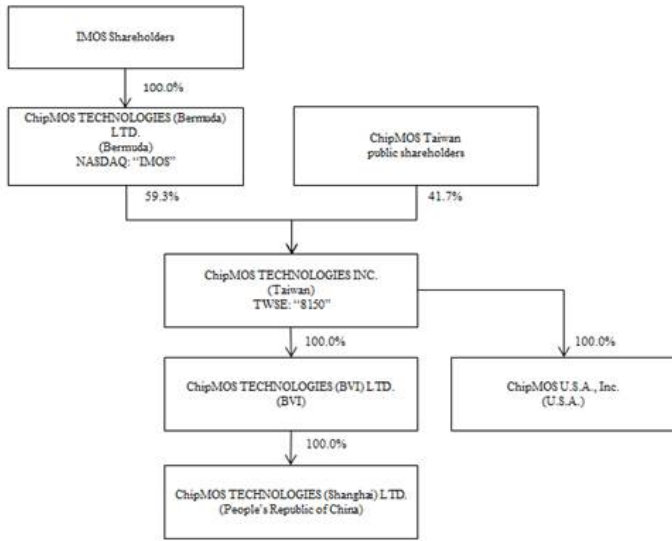 IMOS Shareholders
100.0%
ChipMOS TECHNOLOGIES (Bermuda)
LTD.
(Bermuda)
NASDAQ: “IMOS”
ChipMOS Taiwan
public shareholders
59.3%
41.7%
ChipMOS TECHNOLOGIES INC.
(Taiwan)
TWSE: “8150”
100.0%
100.0%
ChipMOS TECHNOLOGIES (BVI) LTD.
(BVI)
ChipMOS U.S.A., Inc.
(U.S.A.)
100.0%
ChipMOS TECHNOLOGIES (Shanghai) LTD.
(People's Republic of China)